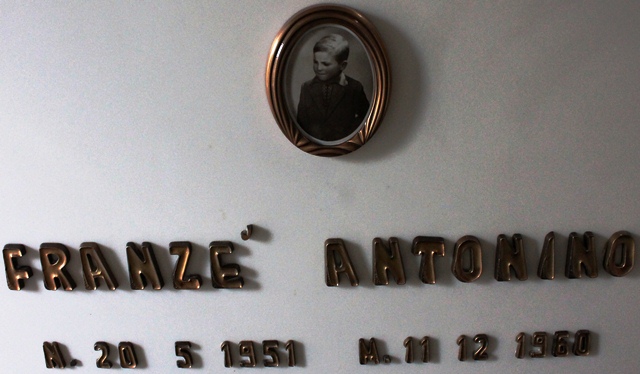 FRANZE' ANTONINO
N. 20 5 1951 M. 11 12 1960